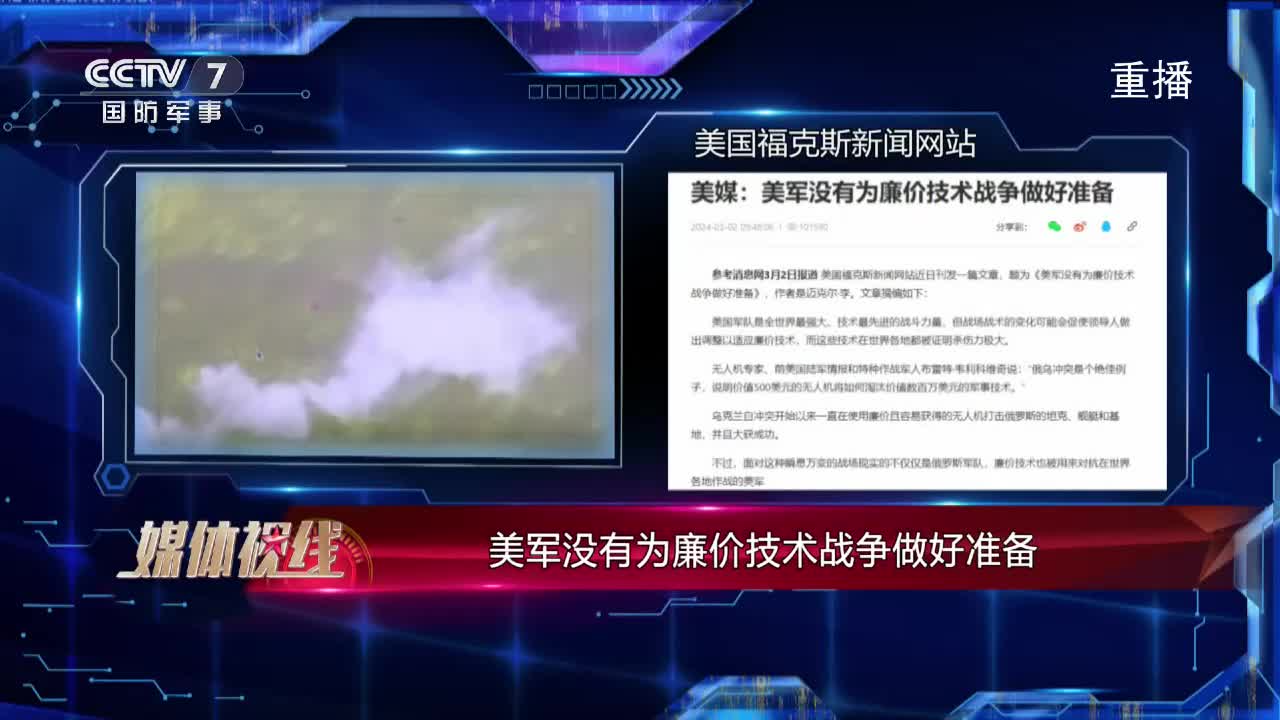 CCTV 7
国防军事
重播
美国福克斯新闻网站
美媒：美军没有为廉价技术战争做好准备
分享到：
参考消息网3月2日报道 美国福克斯新闻网站近日刊发一篇文章，题为《美军没有为廉价技术
战争做好准备》，作者是迈克尔·李。文章摘编如下：
美国军队是全世界最强大、技术最先进的战斗力量，但战场战术的变化可能会促使领导人做
出调整以适应廉价技术，而这些技术在世界各地都被证明杀伤力极大。
无人机专家、前美国陆军情报和特种作战军人布雷特·韦利科维奇说：“俄乌冲突是个绝佳例
子，说明价值500美元的无人机将如何淘汰价值数百万美元的军事技术。”
乌克兰自冲突开始以来一直在使用廉价且容易获得的无人机打击俄罗斯的坦克、舰艇和基
地，并且大获成功。
不过，面对这种瞬息万变的战场现实的不仅仅是俄罗斯军队，廉价技术也被用来对抗在世界
各地作战的美军
媒体视线
美军没有为廉价技术战争做好准备